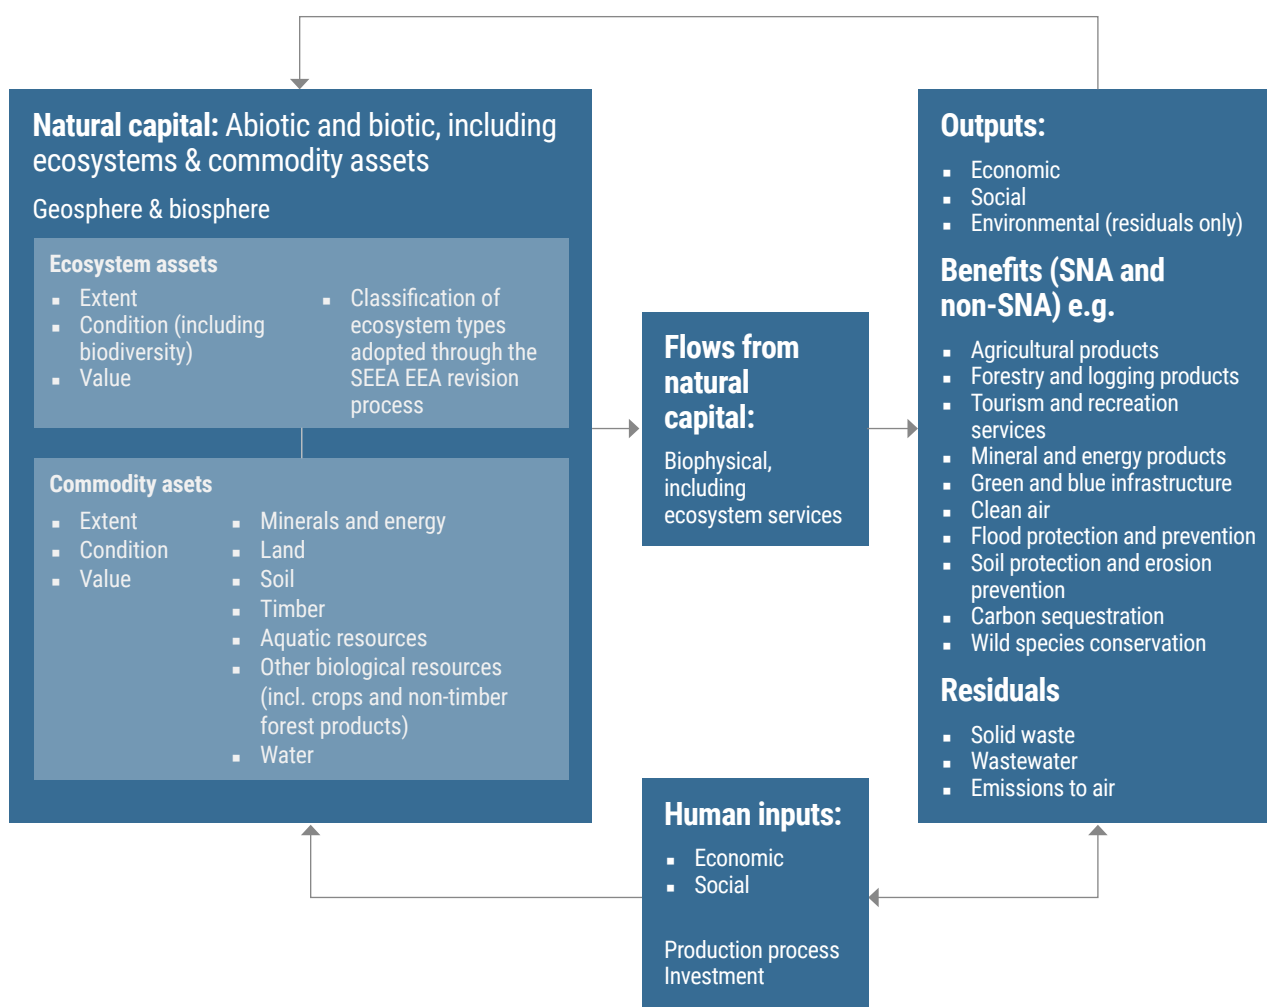 Natural capital: Abiotic and biotic, including
ecosystems & commodity assets
Geosphere & biosphere
Ecosystem assets
▪ Extent
▪ Condition (including
biodiversity)
▪ Value
▪ Classification of
ecosystem types
adopted through the
SEEA EEA revision
process
Commodity asets
▪ Extent
▪ Condition
▪ Value
▪ Minerals and energy
▪ Land
▪ Soil
▪ Timber
▪ Aquatic resources
▪ Other biological resources
(incl. crops and non-timber
forest products)
▪ Water
Flows from
natural
capital:
Biophysical,
including
ecosystem services
Human inputs:
▪ Economic
▪ Social
Production process
Investment
Outputs:
▪ Economic
▪ Social
▪ Environmental (residuals only)
Benefits (SNA and
non-SNA) e.g.
▪ Agricultural products
▪ Forestry and logging products
▪ Tourism and recreation
services
▪ Mineral and energy products
▪ Green and blue infrastructure
▪ Clean air
▪ Flood protection and prevention
▪ Soil protection and erosion
prevention
▪ Carbon sequestration
▪ Wild species conservation
Residuals
▪ Solid waste
▪ Wastewater
▪ Emissions to air